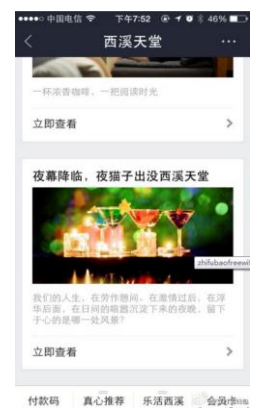 中国电信 下午7:52 46%
西溪天堂
一杯浓香咖啡，一把阅读时光
立即查看
夜幕降临，夜猫子出没西溪天堂
zhifubaofreewif
我们的人生，在劳作憩间，在激情过后，在浮
华后面，在日间的喧嚣沉淀下来的夜晚，留下
于心的是哪一处风景？
立即查看
付款码 真心推荐 乐活西溪 会员卡